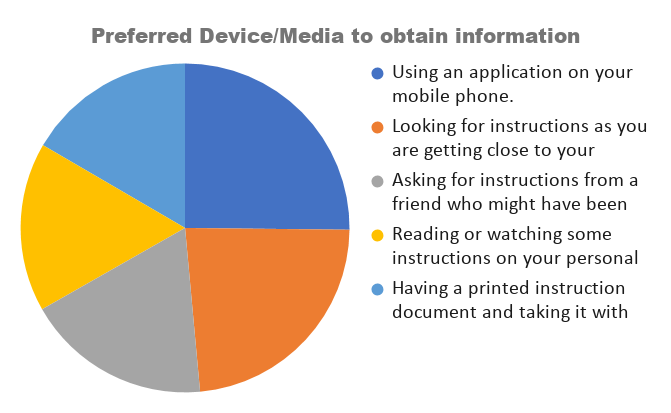 Preferred Device/Media to obtain information
Using an application on your
mobile phone.
Looking for instructions as you
are getting close to your
Asking for instructions from a
friend who might have been
Reading or watching some
instructions on your personal
Having a printed instruction
document and taking it with